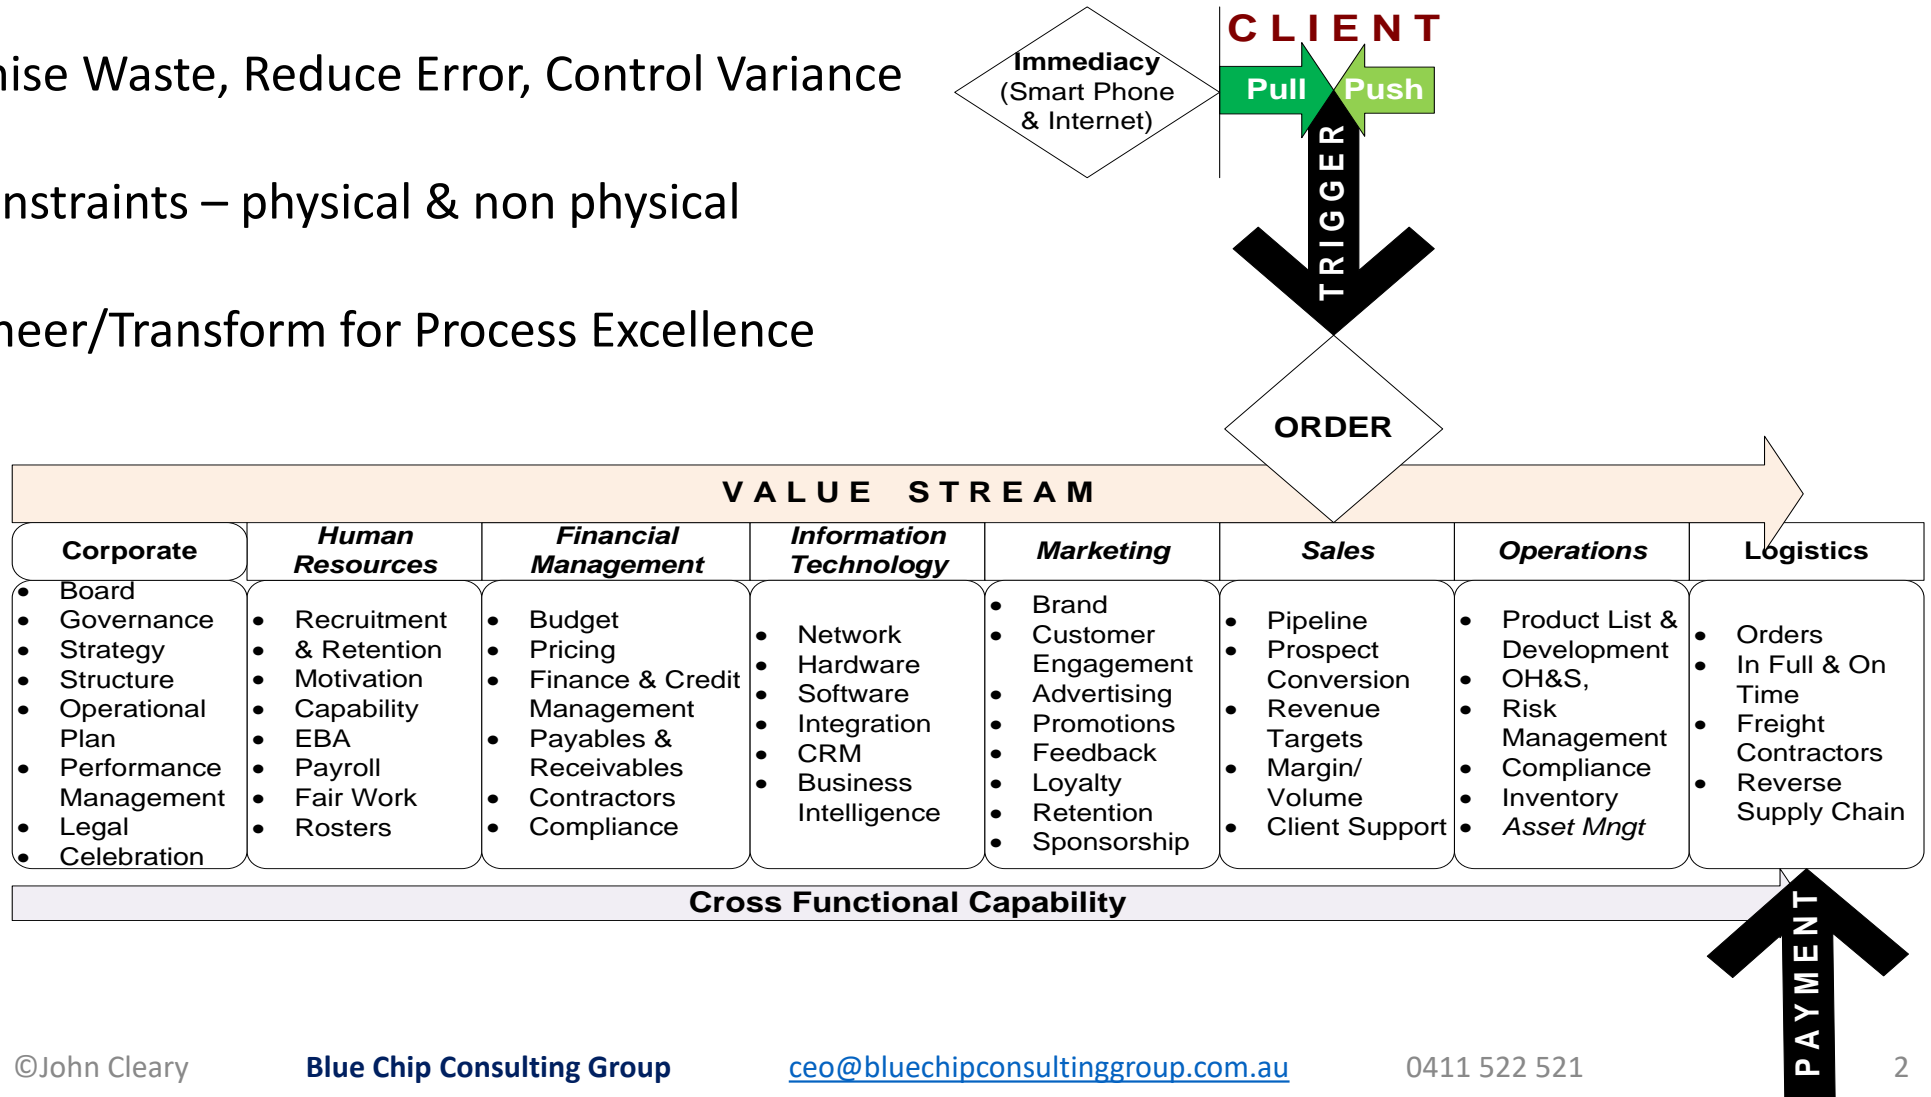 nise Waste, Reduce Error, Control Variance
nstraints – physical & non physical
neer/Transform for Process Excellence
CLIENT
Immediacy
(Smart Phone
& Internet)
Pull
Push
TRIGGER
ORDER
VALUE STREAM
Corporate
• Board
• Governance
• Strategy
• Structure
• Operational
Plan
• Performance
Management
• Legal
• Celebration
Human
Resources
• Recruitment
• & Retention
• Motivation
• Capability
• EBA
• Payroll
• Fair Work
• Rosters
Financial
Management
• Budget
• Pricing
• Finance & Credit
Management
• Payables &
Receivables
• Contractors
• Compliance
Information
Technology
• Network
• Hardware
• Software
• Integration
• CRM
• Business
Intelligence
Marketing
• Brand
• Customer
Engagement
• Advertising
• Promotions
• Feedback
• Loyalty
• Retention
• Sponsorship
Sales
• Pipeline
• Prospect
Conversion
• Revenue
Targets
• Margin/
Volume
• Client Support
Operations
• Product List &
Development
• OH&S,
• Risk
Management
• Compliance
• Inventory
• Asset Mngt
Logistics
• Orders
• In Full & On
Time
• Freight
Contractors
• Reverse
Supply Chain
Cross Functional Capability
PAYMENT
©John Cleary
Blue Chip Consulting Group
ceo@bluechipconsultinggroup.com.au
0411 522 521
2